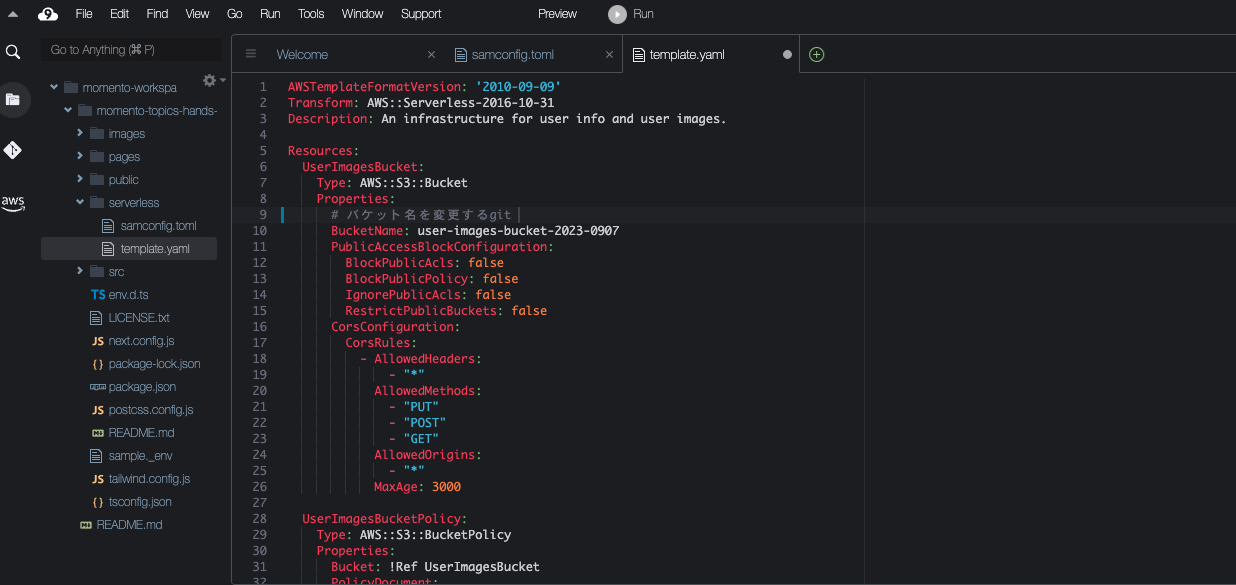 File Edit Find View Go Run Tools Window Support Preview Run
Go to Anything (⌘ P)
Welcome
samconfig.toml
template.yaml
momento-workspa
momento-topics-hands-
images
pages
public
serverless
samconfig.toml
template.yaml
src
TS env.d.ts
LICENSE.txt
JS next.config.js
{ } package-lock.json
package.json
JS postcss.config.js
README.md
sample._env
JS tailwind.config.js
{ } tsconfig.json
README.md
aws
1 AWSTemplateFormatVersion: '2010-09-09'
2 Transform: AWS::Serverless-2016-10-31
3 Description: An infrastructure for user info and user images.
4
5 Resources:
6 UserImagesBucket:
7 Type: AWS::S3::Bucket
8 Properties:
9 # バケット名を変更するgit
10 BucketName: user-images-bucket-2023-0907
11 PublicAccessBlockConfiguration:
12 BlockPublicAcls: false
13 BlockPublicPolicy: false
14 IgnorePublicAcls: false
15 RestrictPublicBuckets: false
16 CorsConfiguration:
17 CorsRules:
18 - AllowedHeaders:
19 - "*"
20 AllowedMethods:
21 - "PUT"
22 - "POST"
23 - "GET"
24 AllowedOrigins:
25 - "*"
26 MaxAge: 3000
27
28 UserImagesBucketPolicy:
29 Type: AWS::S3::BucketPolicy
30 Properties:
31 Bucket: !Ref UserImagesBucket
32 PolicyDocument: